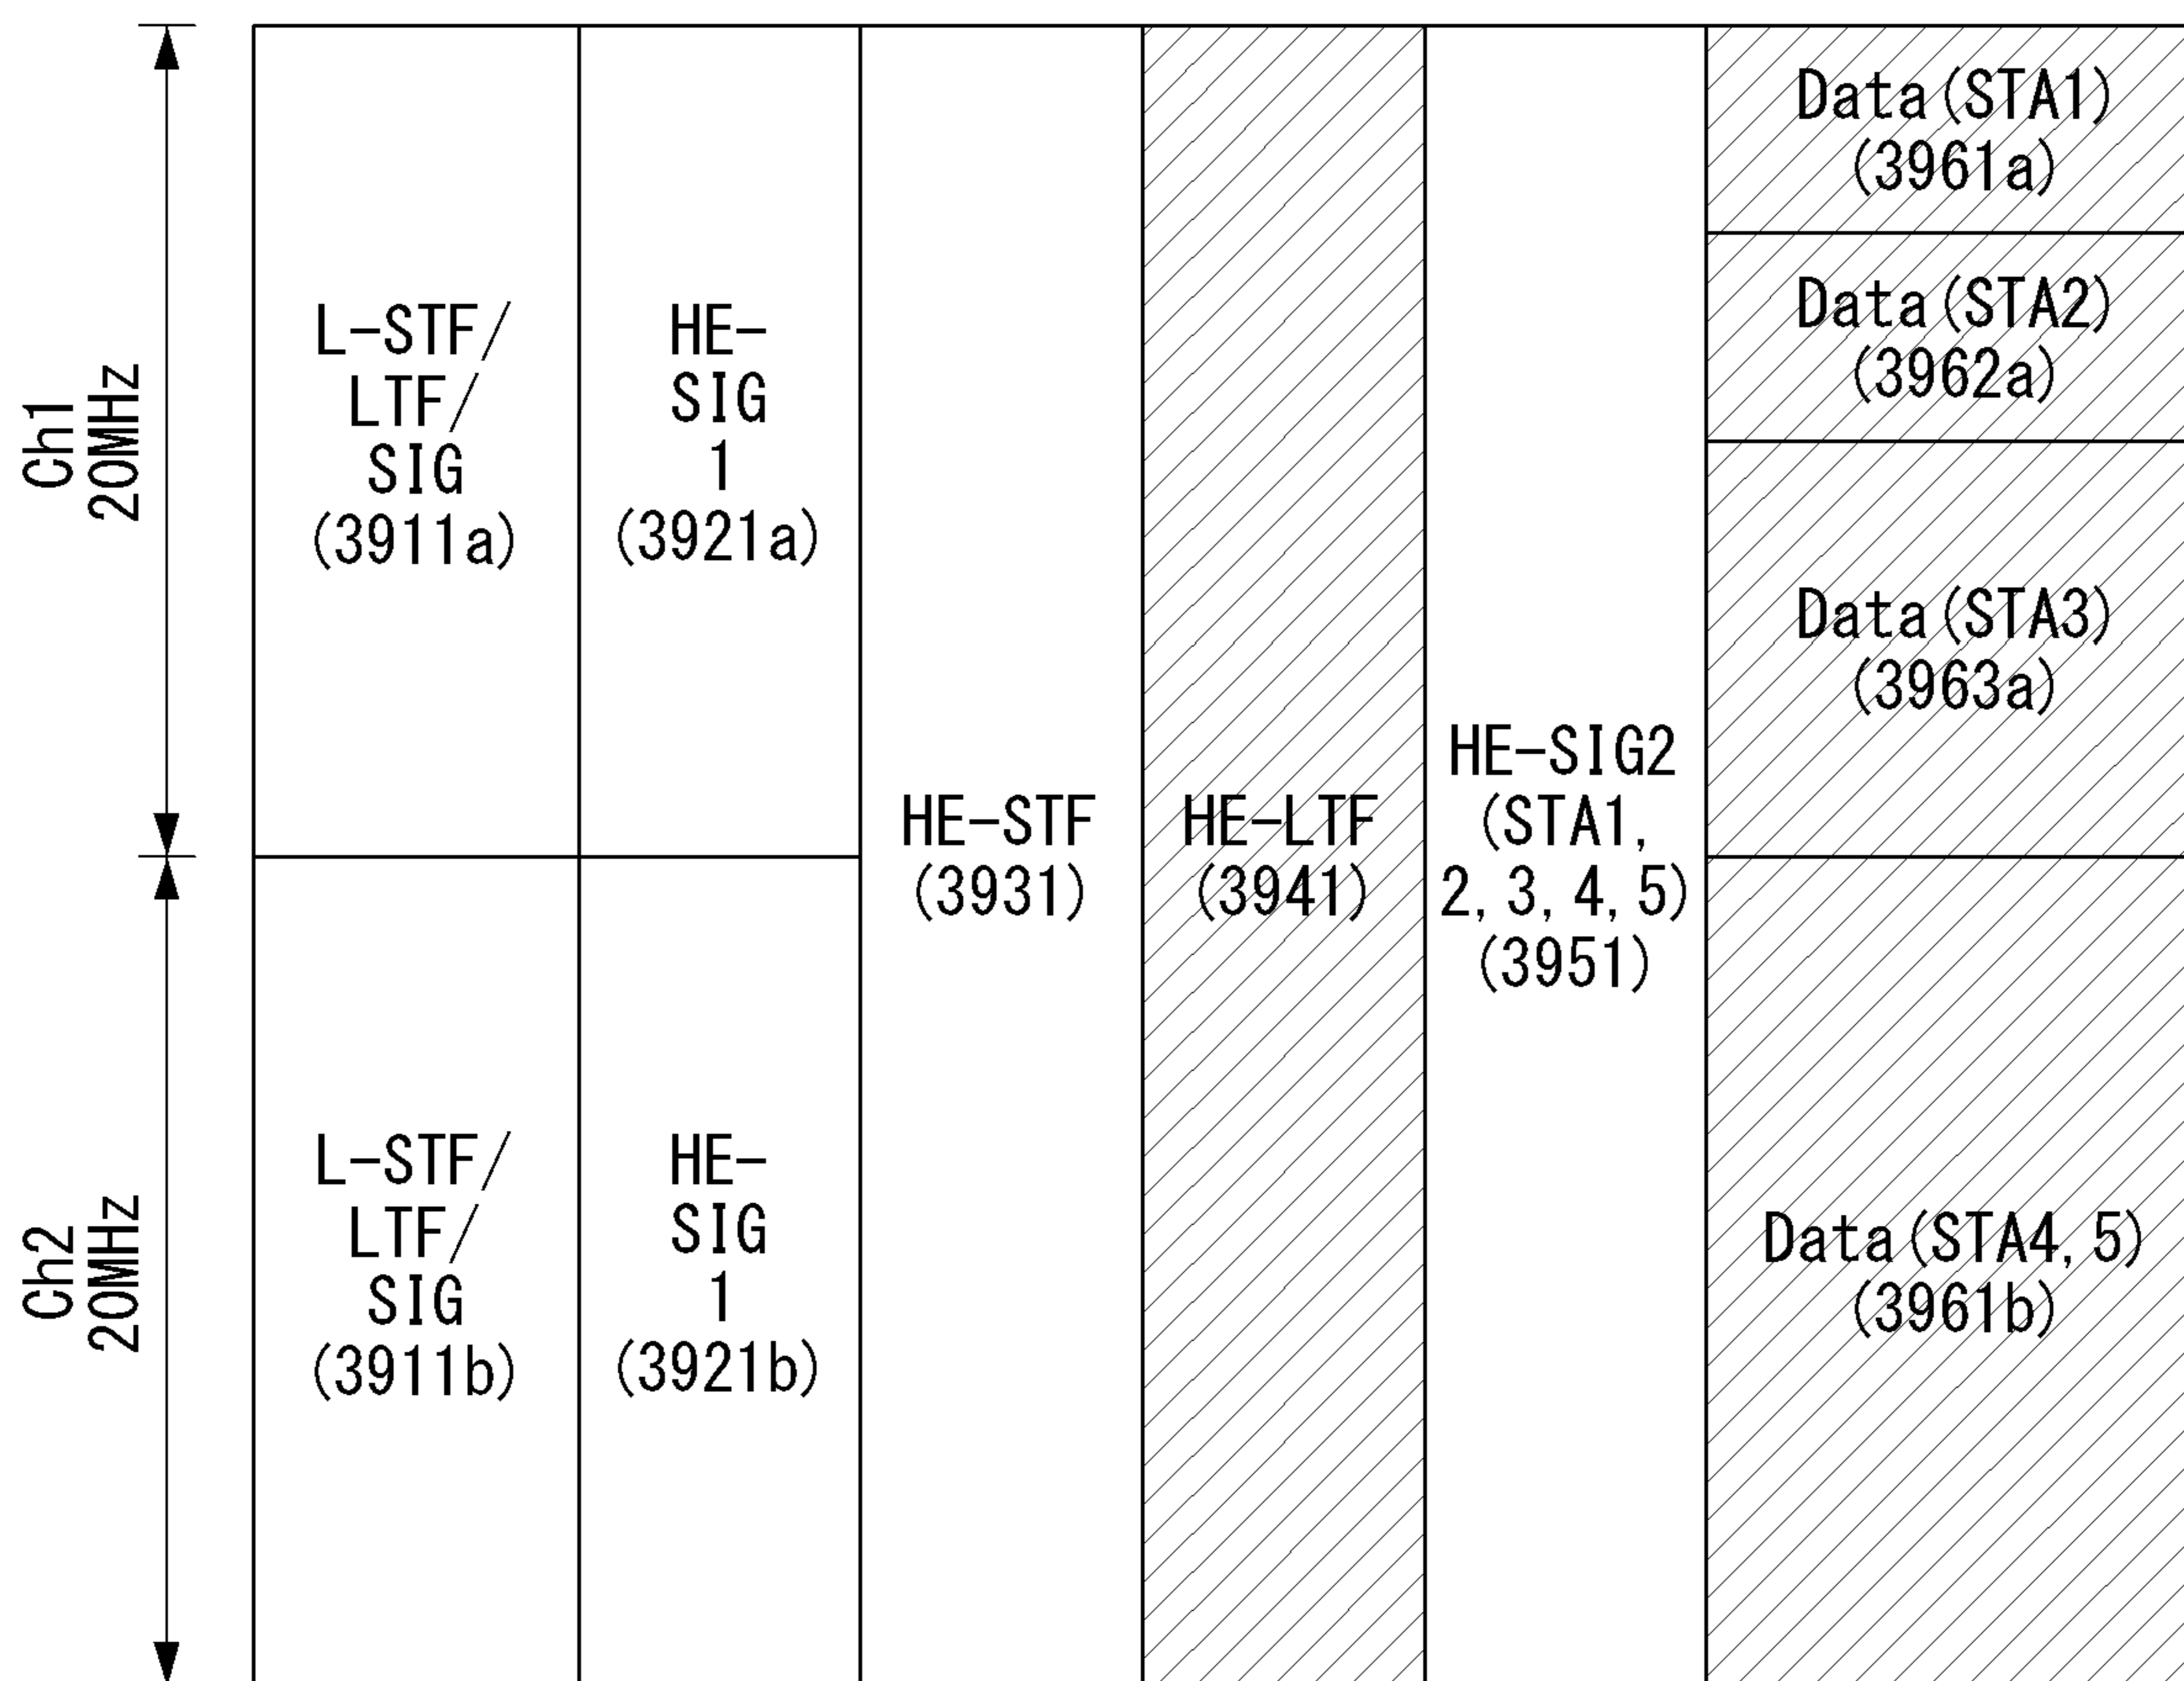 Ch1
20MHz
L-STF/
LTF/
SIG
(3911a)
HE-
SIG
1
(3921a)
Ch2
20MHz
L-STF/
LTF/
SIG
(3911b)
HE-
SIG
1
(3921b)
HE-STF
(3931)
HE-LTF
(3941)
HE-SIG2
(STA1,
2, 3, 4, 5)
(3951)
Data(STA1)
(3961a)
Data(STA2)
(3962a)
Data(STA3)
(3963a)
Data(STA4, 5)
(3961b)